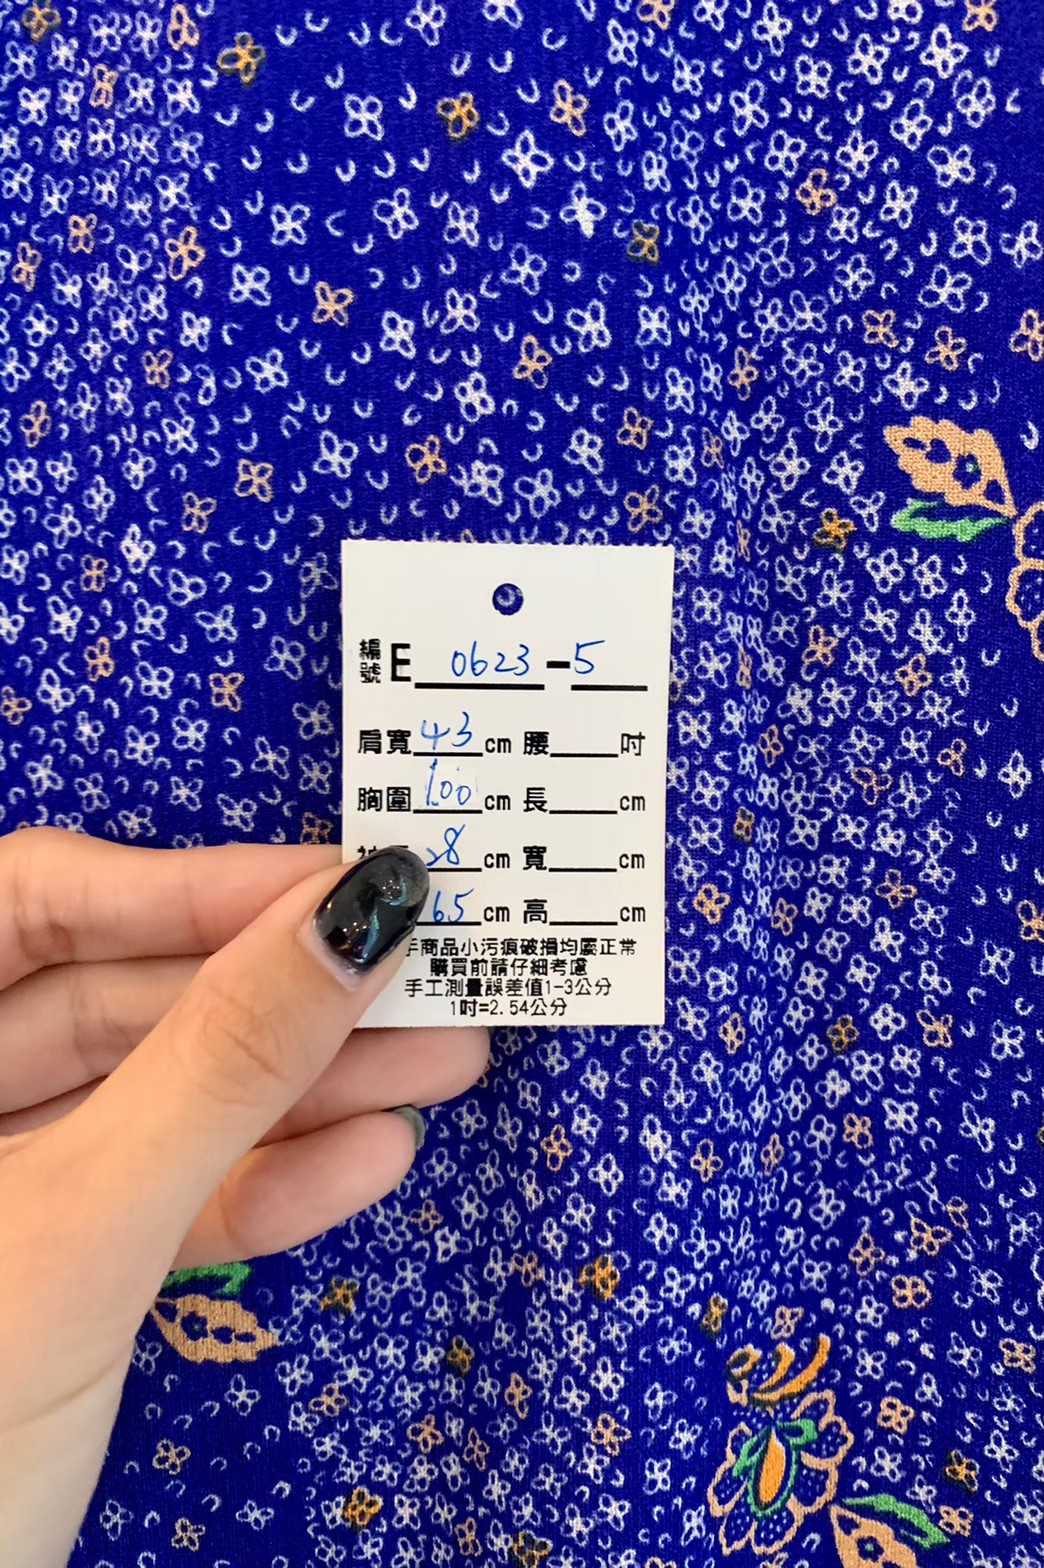 編號 E 0623-5
肩寬 43 cm 腰 吋
胸圍 100 cm 長 cm
28 cm 寬 cm
65 cm 高 cm
手商品小污痕破損均屬正常
購買前請仔細考慮
手工測量誤差值1-3公分
1吋=2.54公分